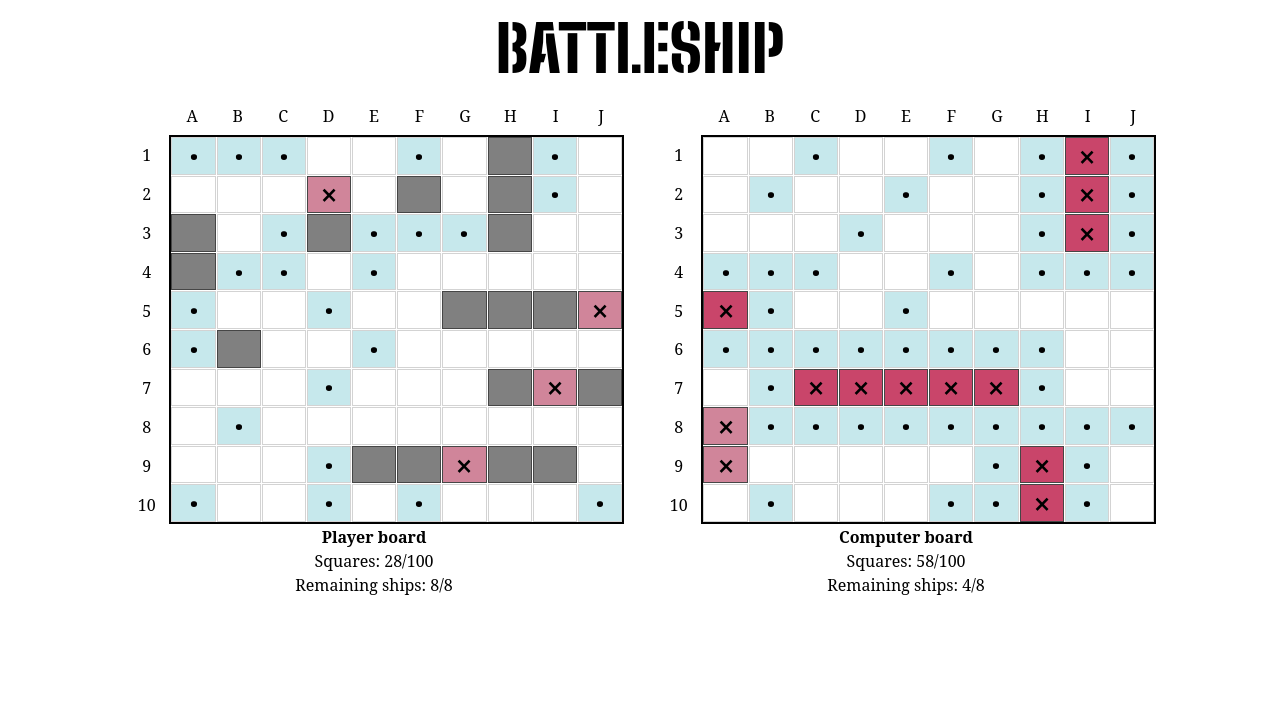 BATTLESHIP
A B C D E F G H I J
1
2
3
4
5
6
7
8
9
10
Player board
Squares: 28/100
Remaining ships: 8/8
A B C D E F G H I J
1
2
3
4
5
6
7
8
9
10
Computer board
Squares: 58/100
Remaining ships: 4/8